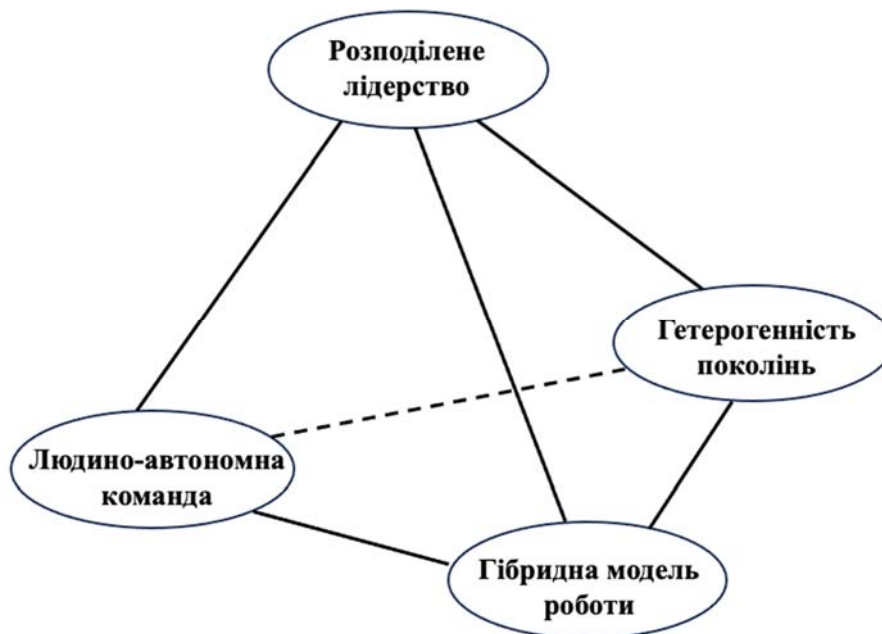 Розподілене
лідерство
Гетерогенність
поколінь
Людино-автономна
команда
Гібридна модель
роботи